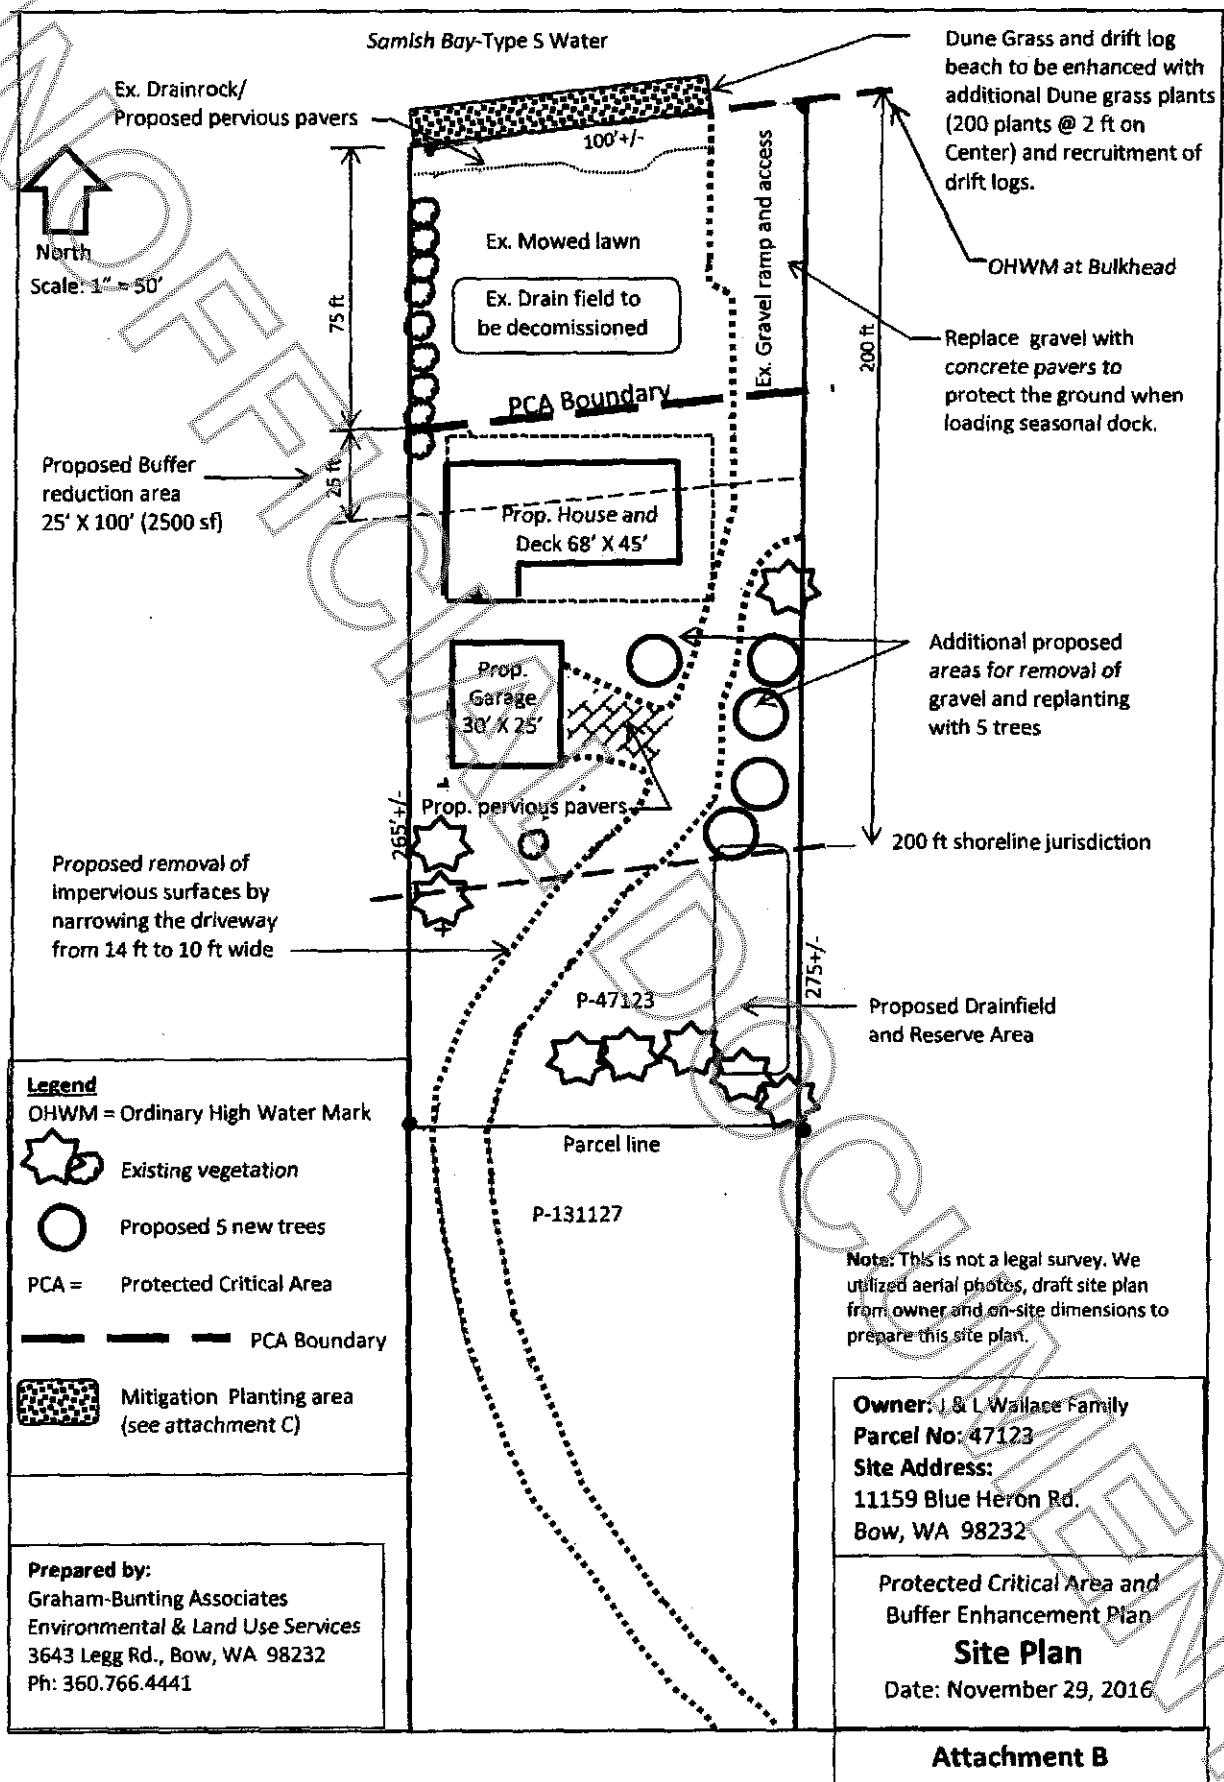 Samish Bay-Type S Water
Dune Grass and drift log
beach to be enhanced with
additional Dune grass plants
(200 plants @ 2 ft on
Center) and recruitment of
drift logs.
Ex. Drainrock/
Proposed pervious pavers
100'+/-
North
Scale: 1" = 50'
75 ft
Ex. Mowed lawn
Ex. Drain field to
be decomissioned
Ex. Gravel ramp and access
200 ft
OHWM at Bulkhead
Replace gravel with
concrete pavers to
protect the ground when
loading seasonal dock.
PCA Boundary
25 ft
Proposed Buffer
reduction area
25' X 100' (2500 sf)
Prop. House and
Deck 68' X 45'
Additional proposed
areas for removal of
gravel and replanting
with 5 trees
Prop.
Garage
30' X 25'
Prop. pervious pavers
265'+/-
200 ft shoreline jurisdiction
Proposed removal of
impervious surfaces by
narrowing the driveway
from 14 ft to 10 ft wide
P-47123
275+/-
Proposed Drainfield
and Reserve Area
Legend
OHWM = Ordinary High Water Mark
Existing vegetation
Proposed 5 new trees
PCA = Protected Critical Area
PCA Boundary
Mitigation Planting area
(see attachment C)
Parcel line
P-131127
Note: This is not a legal survey. We
utilized aerial photos, draft site plan
from owner and on-site dimensions to
prepare this site plan.
Owner: J & L Wallace Family
Parcel No: 47123
Site Address:
11159 Blue Heron Rd.
Bow, WA 98232
Prepared by:
Graham-Bunting Associates
Environmental & Land Use Services
3643 Legg Rd., Bow, WA 98232
Ph: 360.766.4441
Protected Critical Area and
Buffer Enhancement Plan
Site Plan
Date: November 29, 2016
Attachment B
UNOFFICIAL DOCUMENT